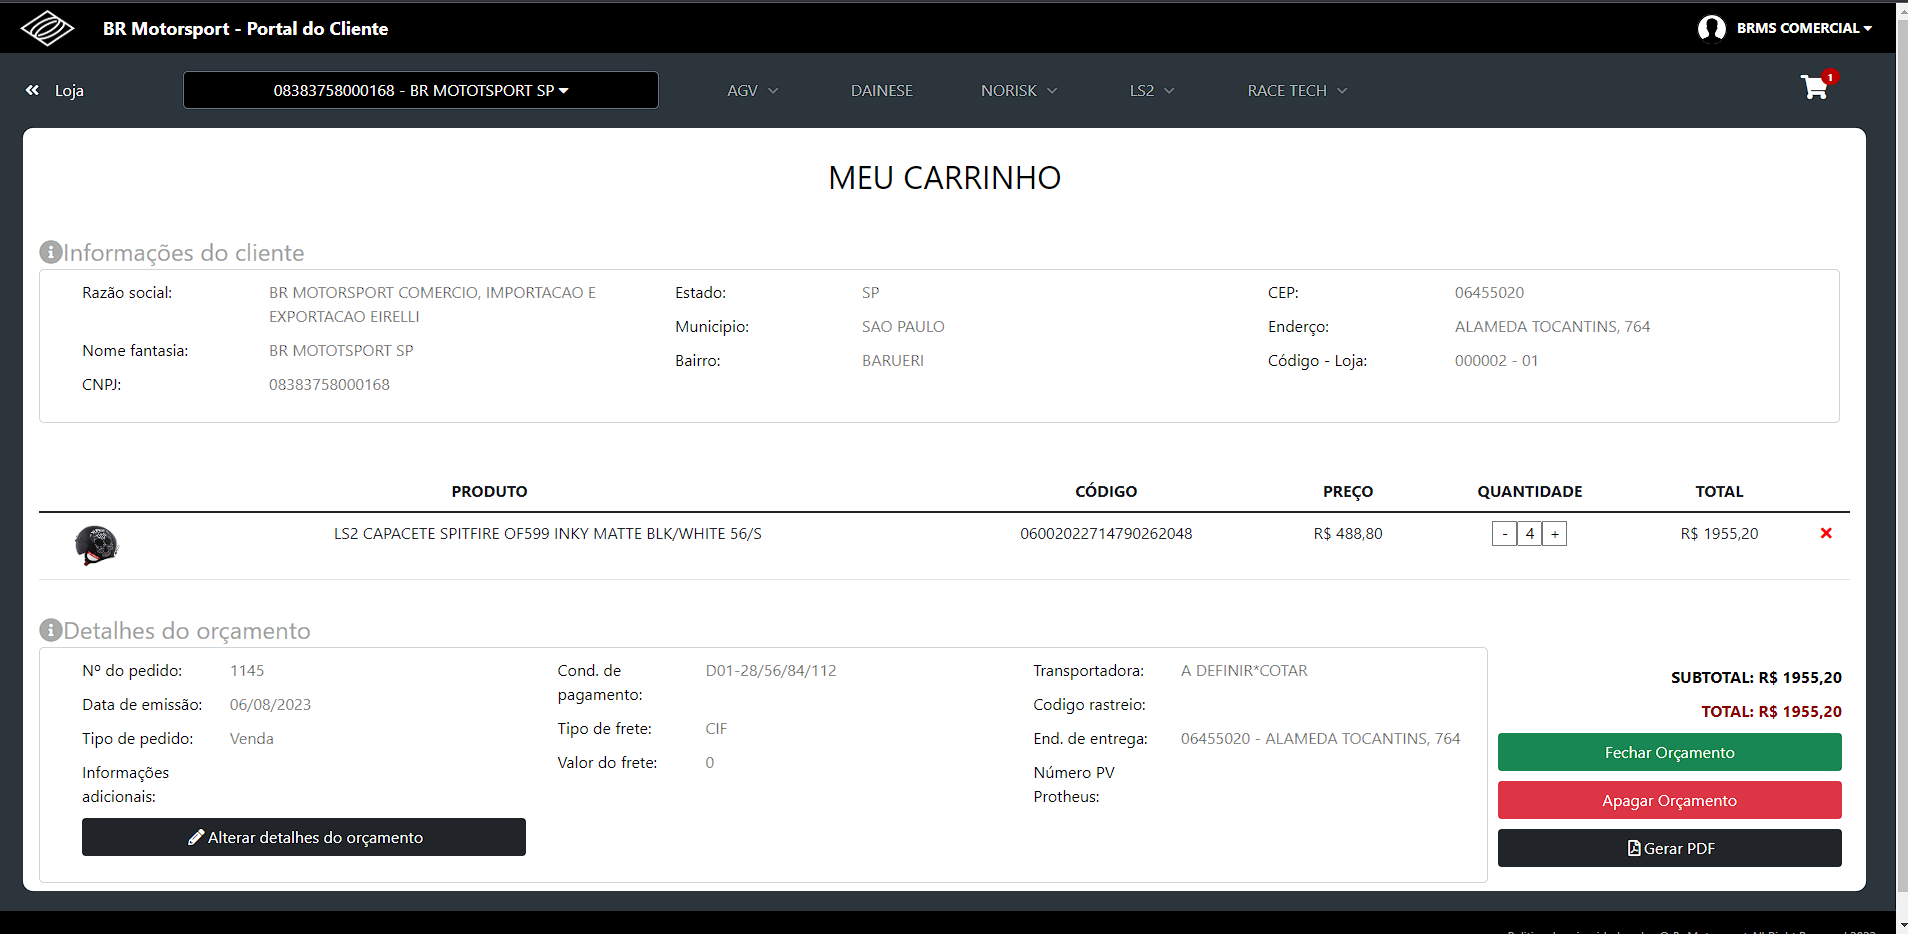 BR Motorsport - Portal do Cliente
BRMS COMERCIAL
Loja
08383758000168 - BR MOTOTSPORT SP
AGV
DAINESE
NORISK
LS2
RACE TECH
1
MEU CARRINHO
Informações do cliente
Razão social:
BR MOTORSPORT COMERCIO, IMPORTACAO E
EXPORTACAO EIRELLI
Nome fantasia:
BR MOTOTSPORT SP
CNPJ:
08383758000168
Estado:
SP
Municipio:
SAO PAULO
Bairro:
BARUERI
CEP:
06455020
Enderço:
ALAMEDA TOCANTINS, 764
Código - Loja:
000002 - 01
PRODUTO
CÓDIGO
PREÇO
QUANTIDADE
TOTAL
LS2 CAPACETE SPITFIRE OF599 INKY MATTE BLK/WHITE 56/S
06002022714790262048
R$ 488,80
- 4 +
R$ 1955,20
Detalhes do orçamento
Nº do pedido:
1145
Data de emissão:
06/08/2023
Tipo de pedido:
Venda
Informações
adicionais:
Alterar detalhes do orçamento
Cond. de
pagamento:
D01-28/56/84/112
Tipo de frete:
CIF
Valor do frete:
0
Transportadora:
A DEFINIR*COTAR
Codigo rastreio:
End. de entrega:
06455020 - ALAMEDA TOCANTINS, 764
Número PV
Protheus:
SUBTOTAL: R$ 1955,20
TOTAL: R$ 1955,20
Fechar Orçamento
Apagar Orçamento
Gerar PDF